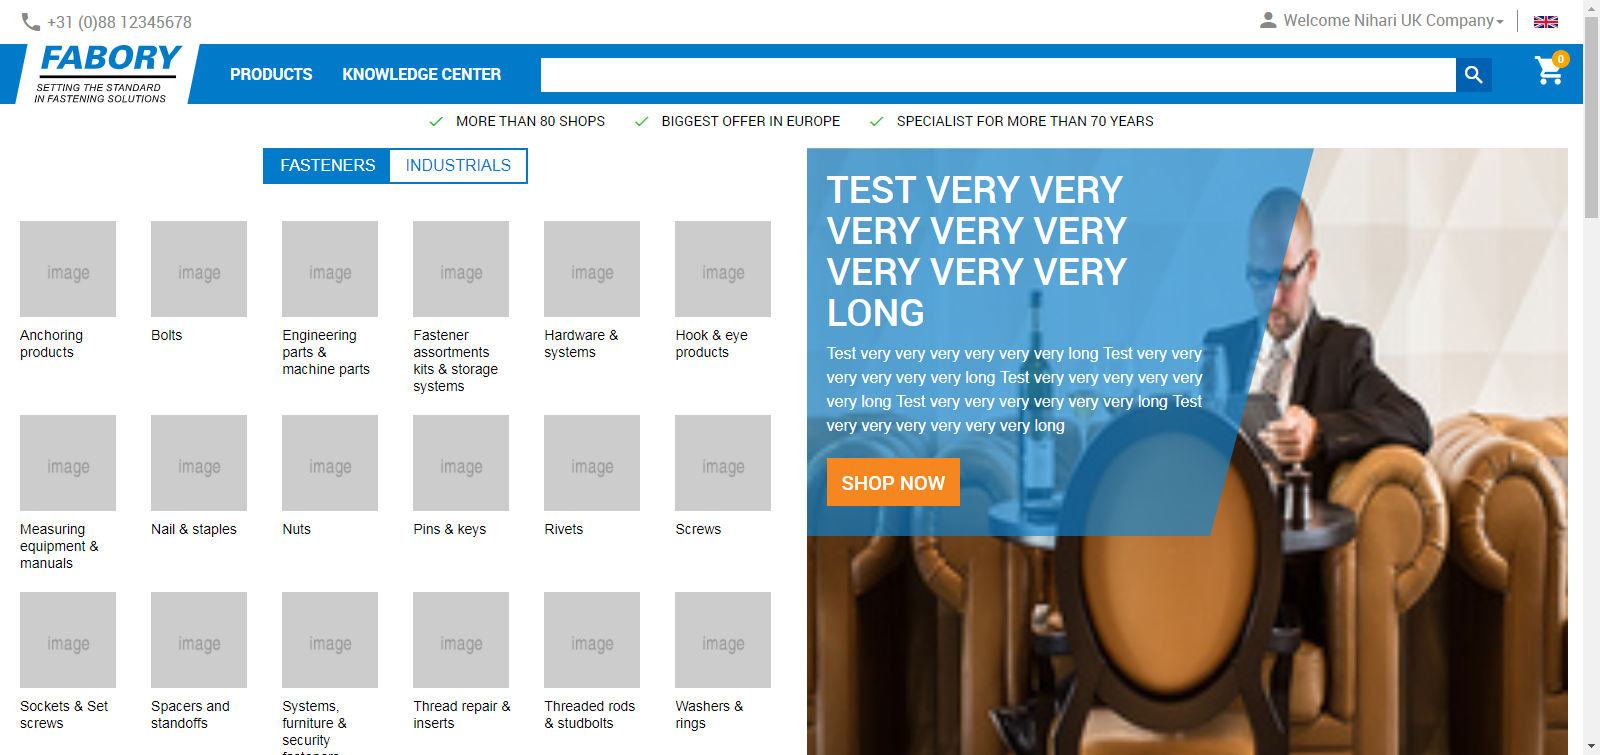 +31 (0)88 12345678
Welcome Nihari UK Company
FABORY
SETTING THE STANDARD
IN FASTENING SOLUTIONS
PRODUCTS
KNOWLEDGE CENTER
0
MORE THAN 80 SHOPS
BIGGEST OFFER IN EUROPE
SPECIALIST FOR MORE THAN 70 YEARS
FASTENERS
INDUSTRIALS
image
image
image
image
image
image
Anchoring
products
Bolts
Engineering
parts &
machine parts
Fastener
assortments
kits & storage
systems
Hardware &
systems
Hook & eye
products
image
image
image
image
image
image
Measuring
equipment &
manuals
Nail & staples
Nuts
Pins & keys
Rivets
Screws
image
image
image
image
image
image
Sockets & Set
screws
Spacers and
standoffs
Systems,
furniture &
security
fasteners
Thread repair &
inserts
Threaded rods
& studbolts
Washers &
rings
TEST VERY VERY
VERY VERY VERY
VERY VERY VERY
LONG
Test very very very very very very long Test very very
very very very very long Test very very very very very
very long Test very very very very very very long Test
very very very very very very long
SHOP NOW